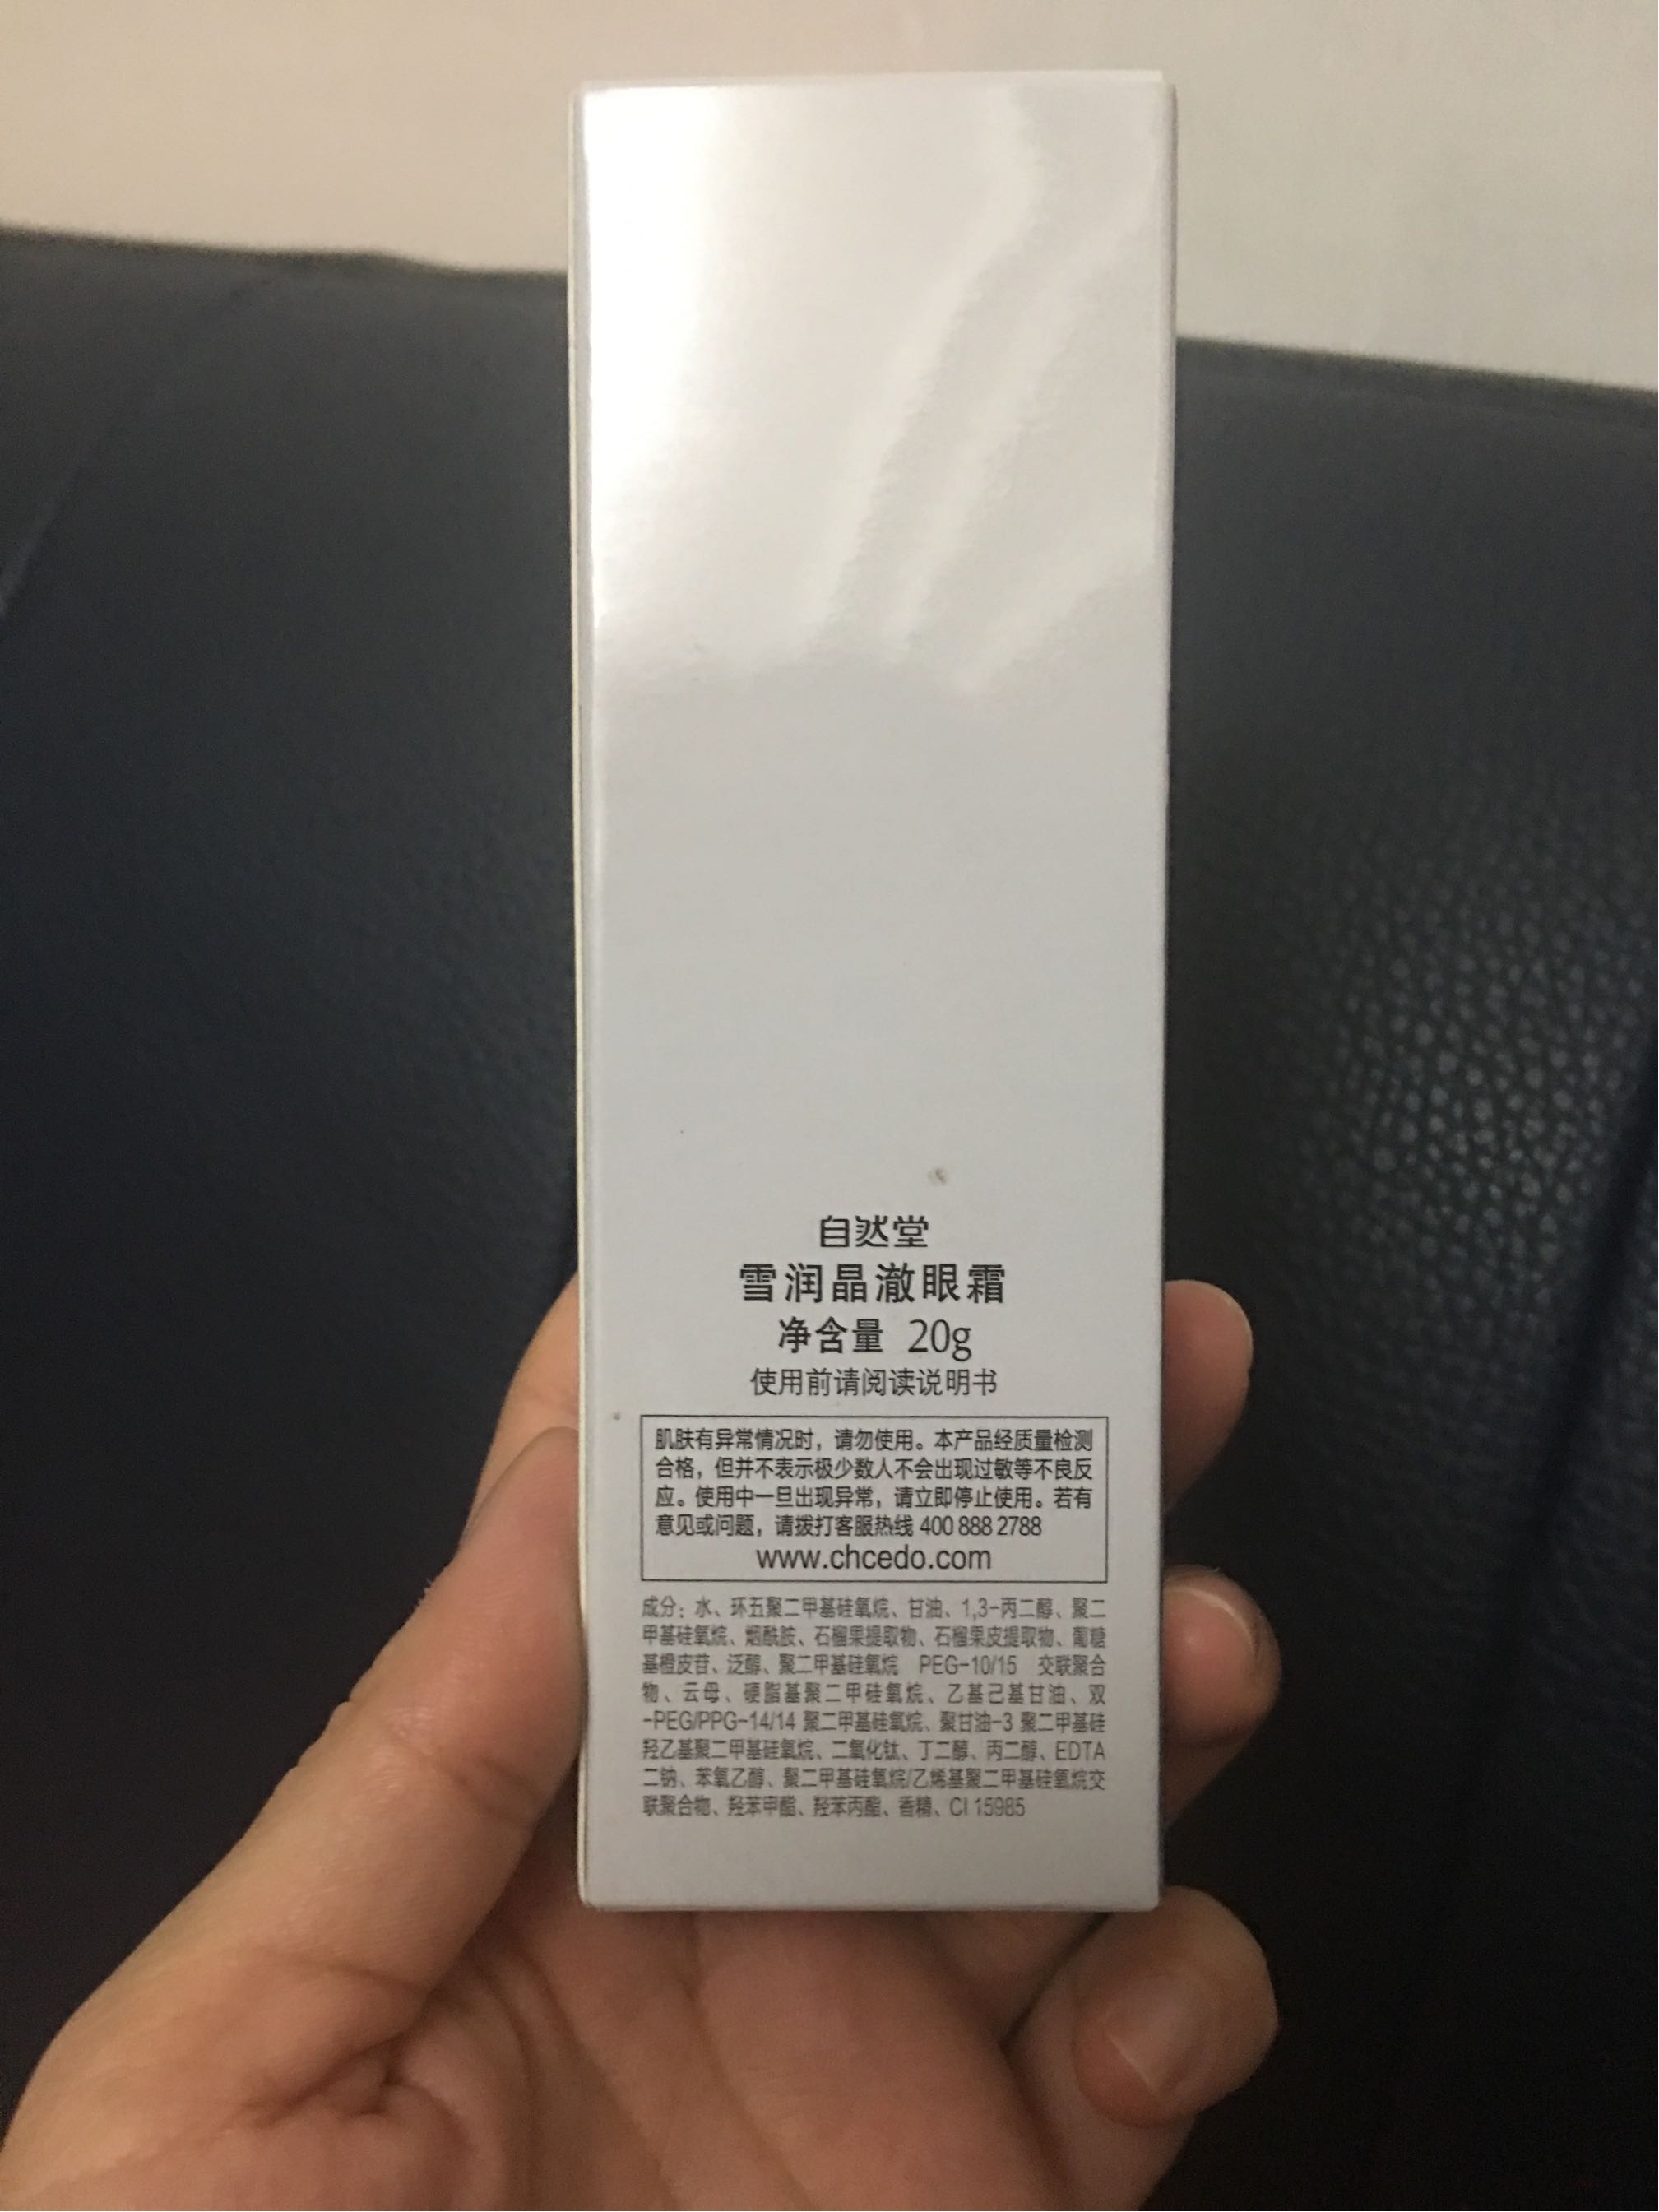 自然堂
雪润晶澈眼霜
净含量 20g
使用前请阅读说明书
肌肤有异常情况时，请勿使用。本产品经质量检测
合格，但并不表示极少数人不会出现过敏等不良反
应。使用中一旦出现异常，请立即停止使用。若有
意见或问题，请拨打客服热线 400 888 2788
www.chcedo.com
成分：水、环五聚二甲基硅氧烷、甘油、1,3-丙二醇、聚二
甲基硅氧烷、烟酰胺、石榴果提取物、石榴果皮提取物、葡糖
基橙皮苷、泛醇、聚二甲基硅氧烷 PEG-10/15 交联聚合
物、云母、硬脂基聚二甲硅氧烷、乙基己基甘油、双
-PEG/PPG-14/14 聚二甲基硅氧烷、聚甘油-3 聚二甲基硅
羟乙基聚二甲基硅氧烷、二氧化钛、丁二醇、丙二醇、EDTA
二钠、苯氧乙醇、聚二甲基硅氧烷/乙烯基聚二甲基硅氧烷交
联聚合物、羟苯甲酯、羟苯丙酯、香精、CI 15985